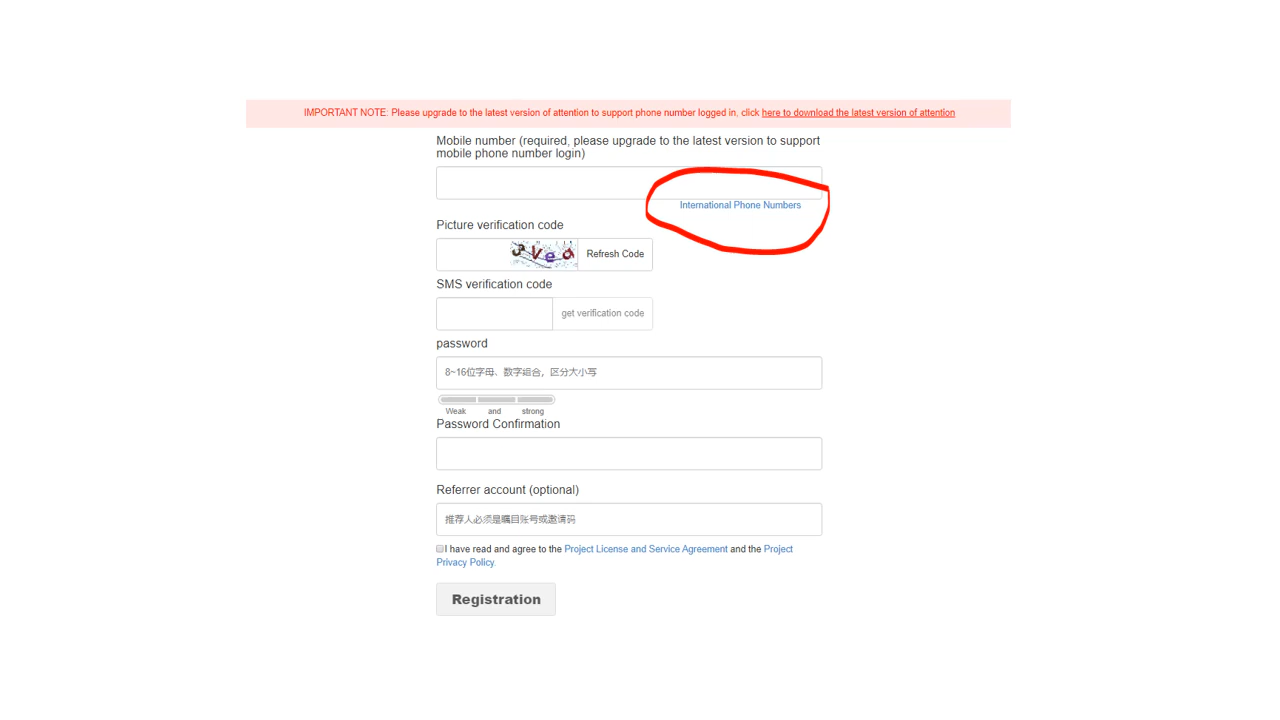 IMPORTANT NOTE: Please upgrade to the latest version of attention to support phone number logged in, click here to download the latest version of attention
Mobile number (required, please upgrade to the latest version to support
mobile phone number login)
International Phone Numbers
Picture verification code
Refresh Code
SMS verification code
get verification code
password
8~16位字母、数字组合，区分大小写
Weak and strong
Password Confirmation
Referrer account (optional)
推荐人必须是瞩目账号或邀请码
I have read and agree to the Project License and Service Agreement and the Project
Privacy Policy.
Registration